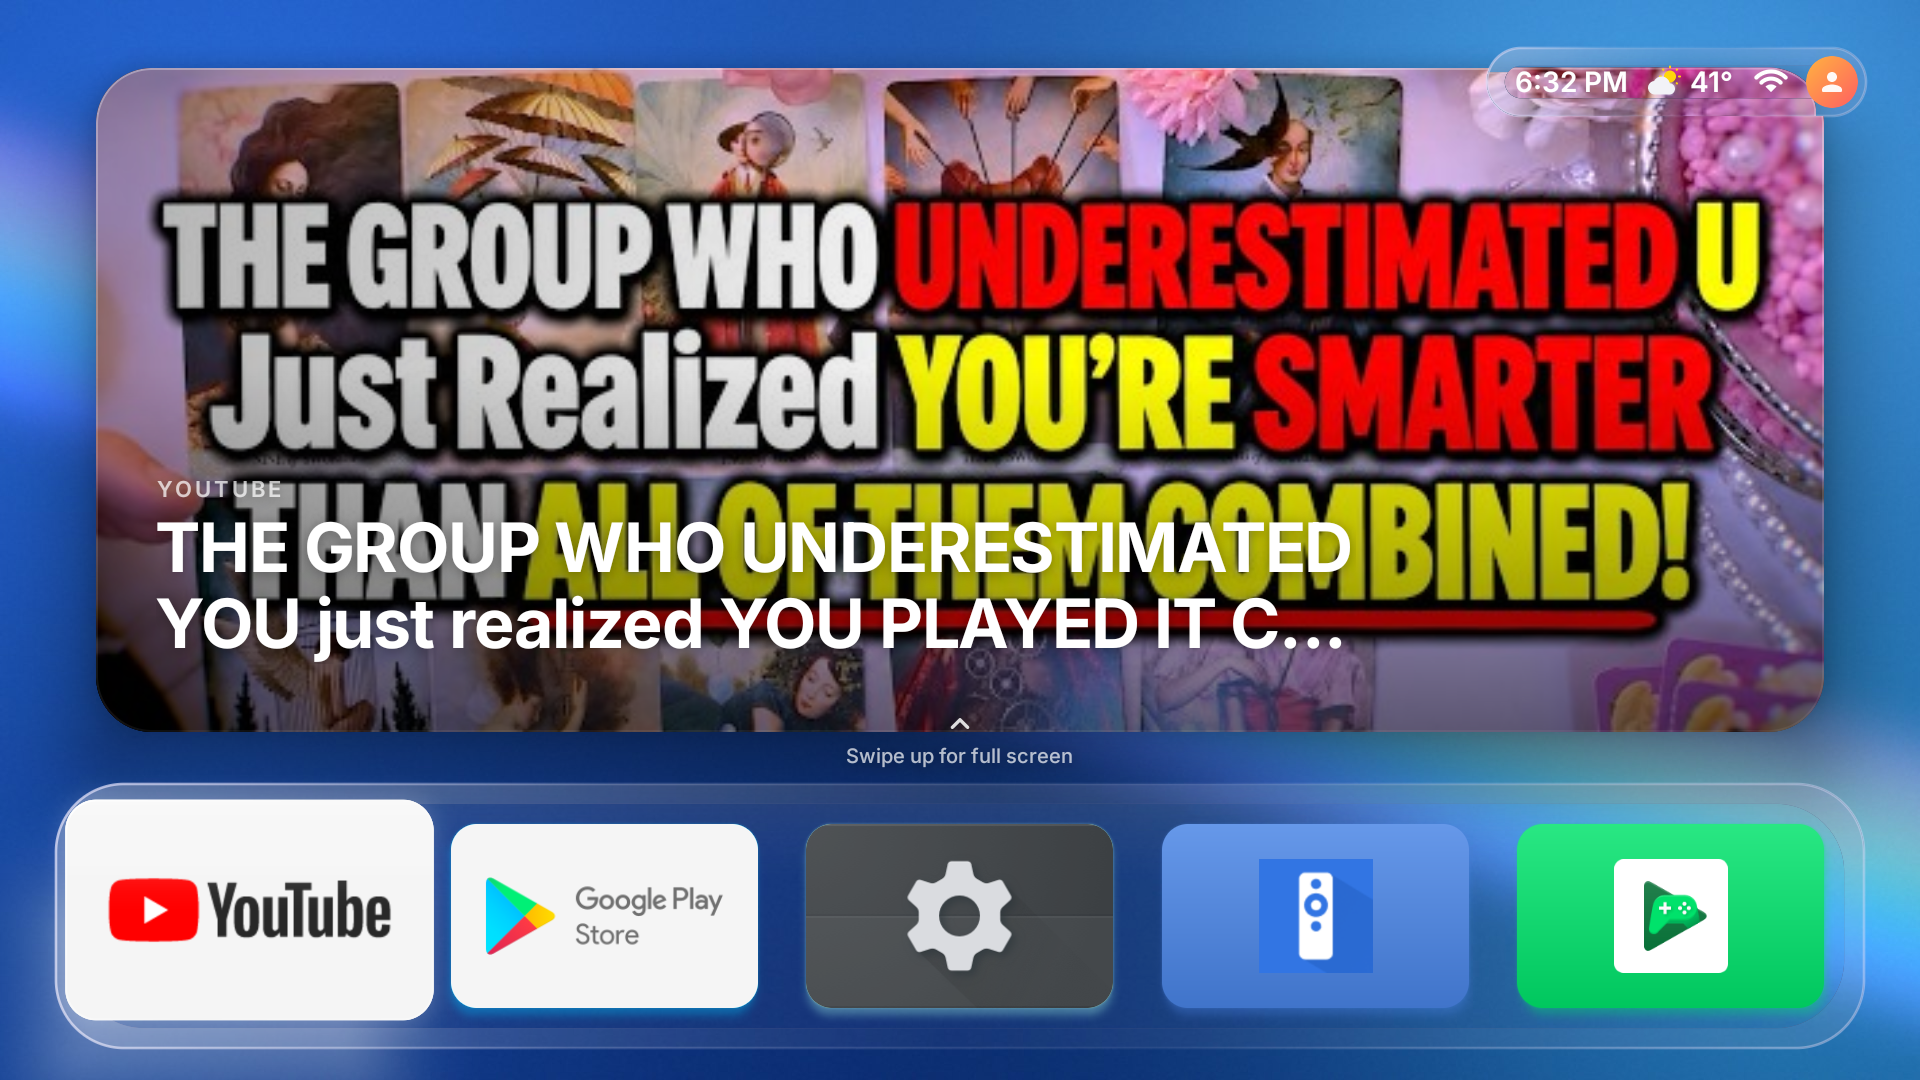 6:32 PM 41°
THE GROUP WHO UNDERESTIMATED U
Just Realized YOU'RE SMARTER
THAN ALL OF THEM COMBINED!
YOUTUBE
THE GROUP WHO UNDERESTIMATED
YOU just realized YOU PLAYED IT C...
Swipe up for full screen
YouTube
Google Play
Store